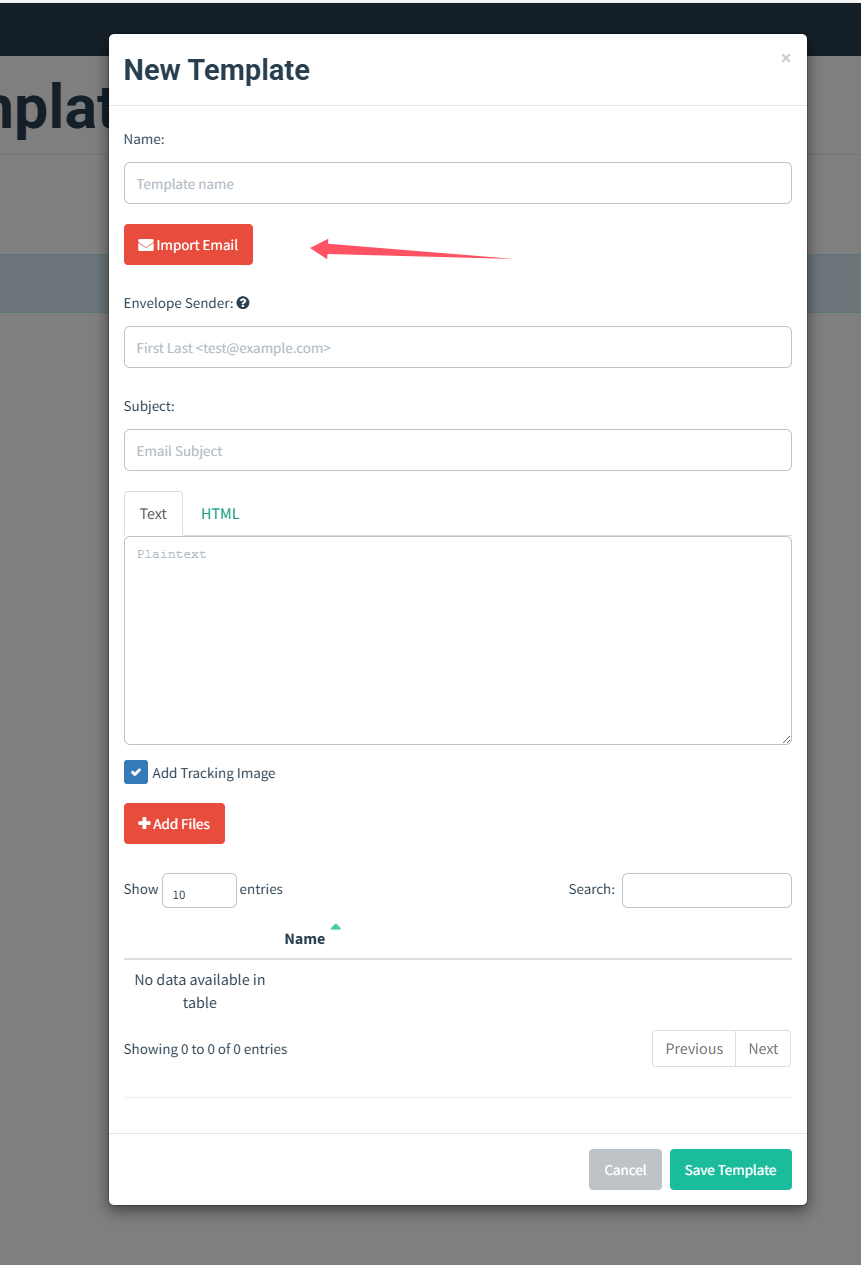 New Template
×
Name:
Template name
Import Email
Envelope Sender:
First Last <test@example.com>
Subject:
Email Subject
Text HTML
Plaintext
Add Tracking Image
Add Files
Show 10 entries Search:
Name
No data available in
table
Showing 0 to 0 of 0 entries
Previous Next
Cancel Save Template